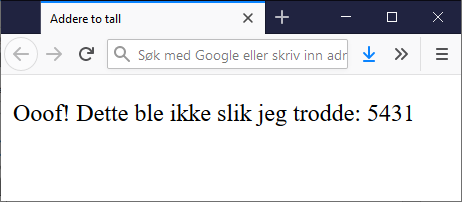 Addere to tall
Søk med Google eller skriv inn adr
Ooof! Dette ble ikke slik jeg trodde: 5431